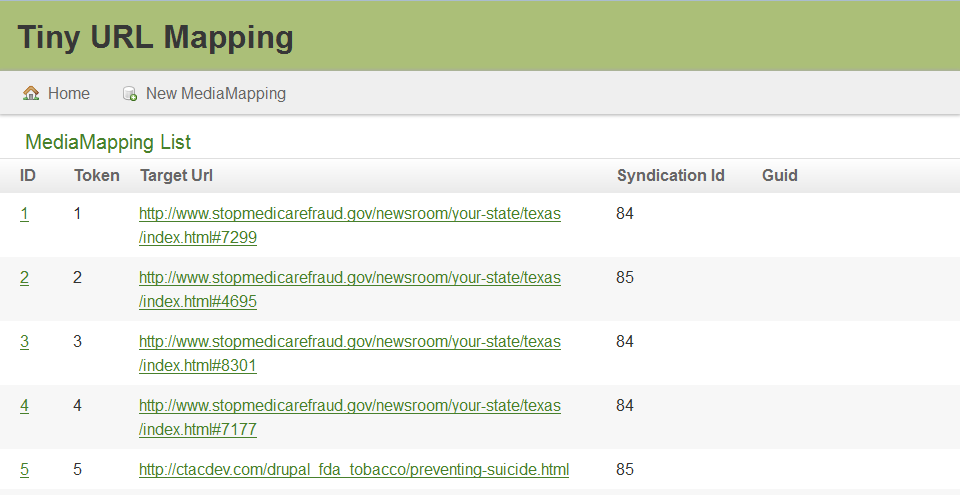 Tiny URL Mapping
Home New MediaMapping
MediaMapping List
ID Token Target Url Syndication Id Guid
1 1 http://www.stopmedicarefraud.gov/newsroom/your-state/texas 84
/index.html#7299
2 2 http://www.stopmedicarefraud.gov/newsroom/your-state/texas 85
/index.html#4695
3 3 http://www.stopmedicarefraud.gov/newsroom/your-state/texas 84
/index.html#8301
4 4 http://www.stopmedicarefraud.gov/newsroom/your-state/texas 84
/index.html#7177
5 5 http://ctacdev.com/drupal_fda_tobacco/preventing-suicide.html 85